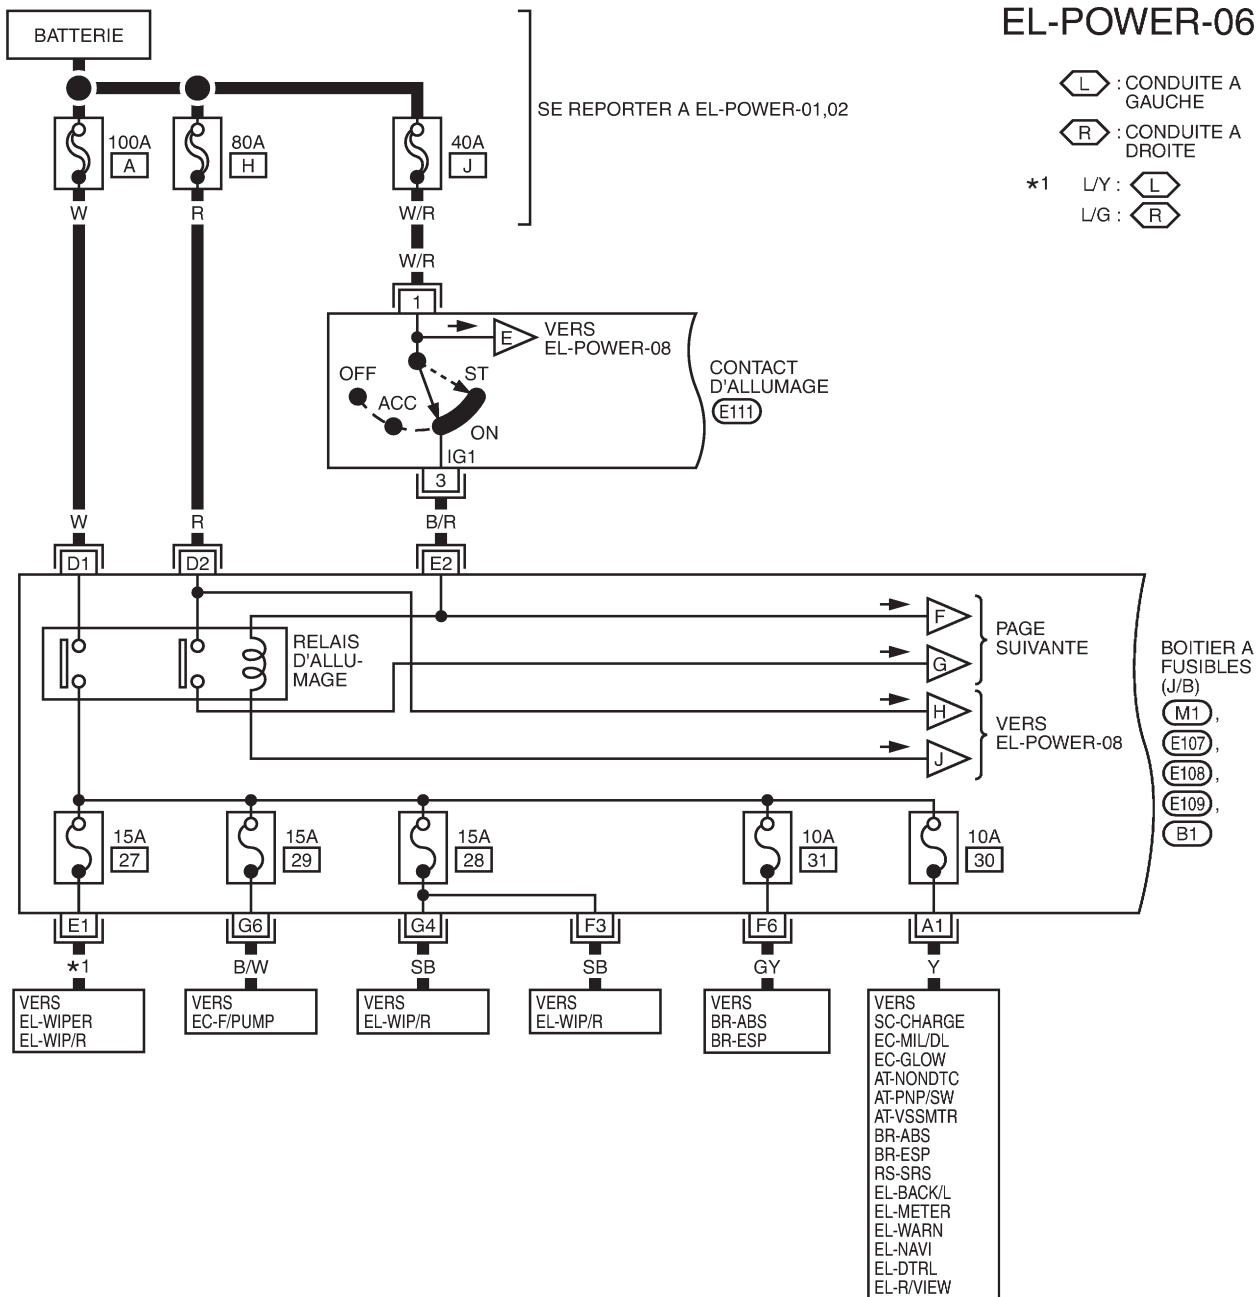 EL-POWER-06
BATTERIE
SE REPORTER A EL-POWER-01,02
L : CONDUITE A
GAUCHE
R : CONDUITE A
DROITE
*1 L/Y : L
L/G : R
100A
A
80A
H
40A
J
W
R
W/R
W/R
1
E
VERS
EL-POWER-08
OFF
ACC
ST
ON
IG1
CONTACT
D'ALLUMAGE
E111
3
W
R
B/R
D1
D2
E2
RELAIS
D'ALLU-
MAGE
F
G
PAGE
SUIVANTE
H
J
VERS
EL-POWER-08
BOITIER A
FUSIBLES
(J/B)
M1 ,
E107 ,
E108 ,
E109 ,
B1
15A
27
15A
29
15A
28
10A
31
10A
30
E1
G6
G4
F3
F6
A1
*1
B/W
SB
SB
GY
Y
VERS
EL-WIPER
EL-WIP/R
VERS
EC-F/PUMP
VERS
EL-WIP/R
VERS
EL-WIP/R
VERS
BR-ABS
BR-ESP
VERS
SC-CHARGE
EC-MIL/DL
EC-GLOW
AT-NONDTC
AT-PNP/SW
AT-VSSMTR
BR-ABS
BR-ESP
RS-SRS
EL-BACK/L
EL-METER
EL-WARN
EL-NAVI
EL-DTRL
EL-R/VIEW